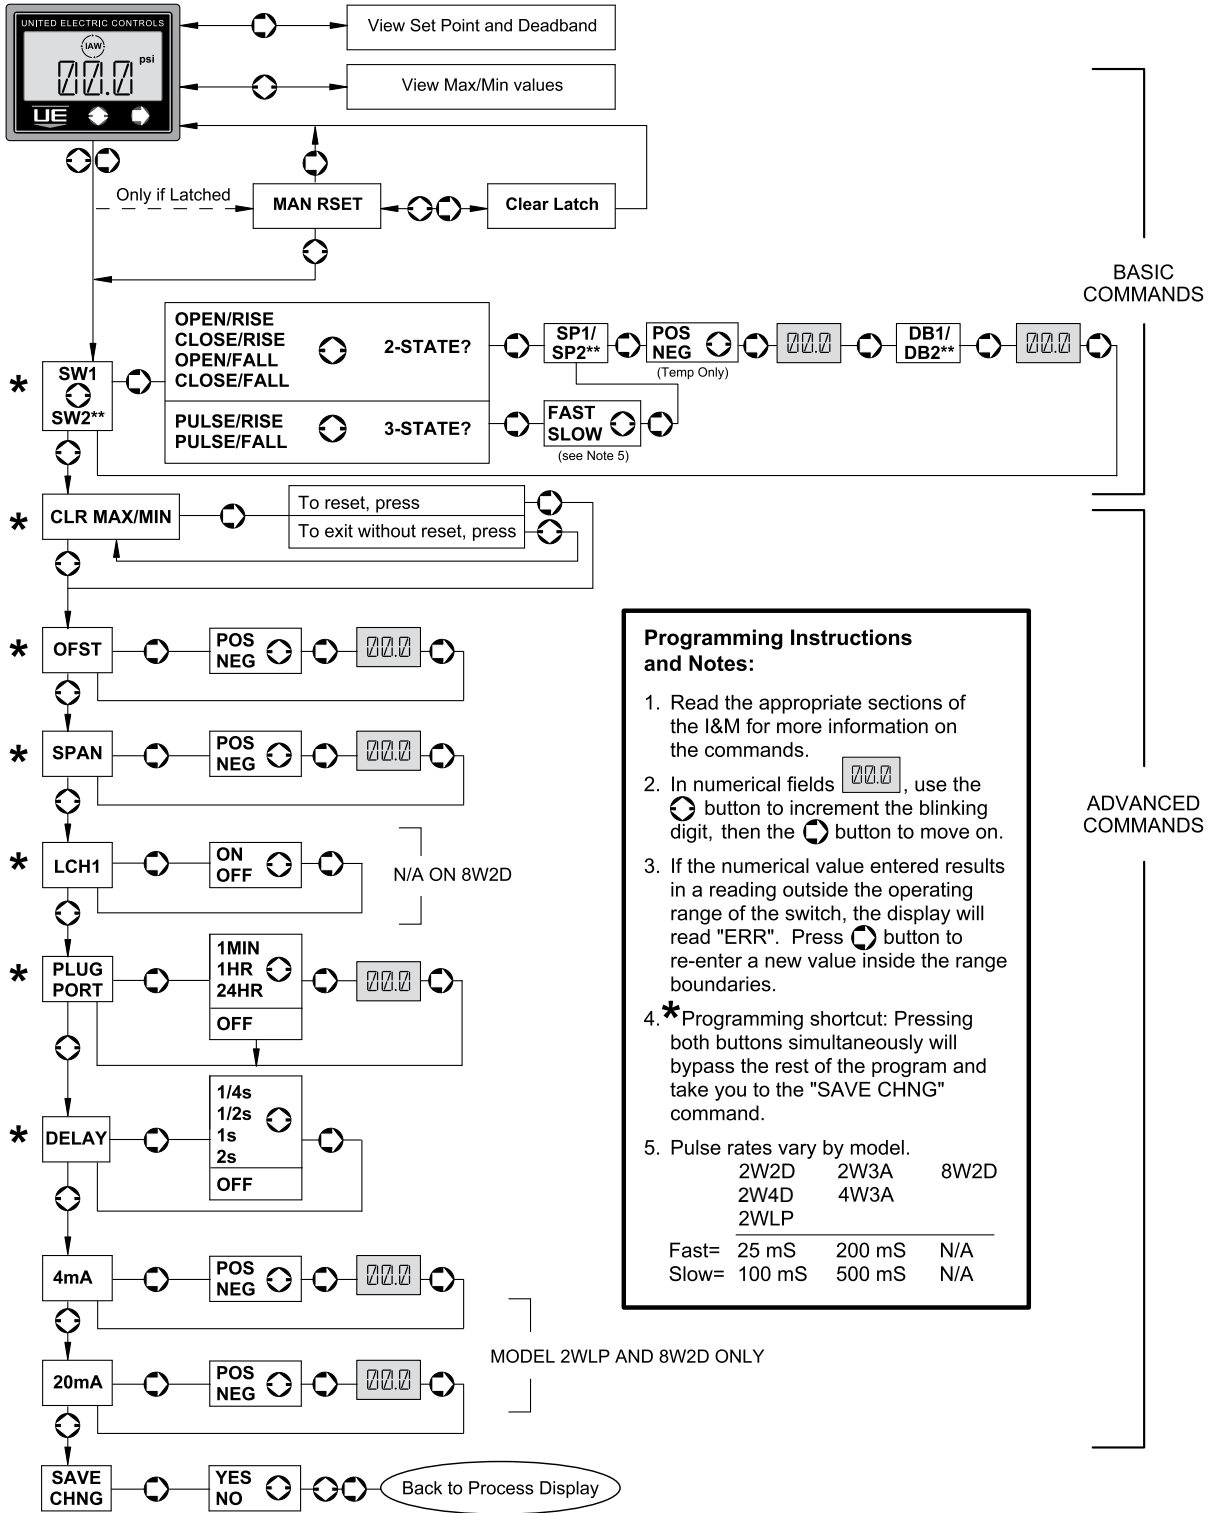 UNITED ELECTRIC CONTROLS
IAW
psi
00.0
UE
View Set Point and Deadband
View Max/Min values
Only if Latched
MAN RSET
Clear Latch
BASIC
COMMANDS
*
SW1
SW2**
OPEN/RISE
CLOSE/RISE
OPEN/FALL
CLOSE/FALL
2-STATE?
SP1/
SP2**
POS
NEG
(Temp Only)
00.0
DB1/
DB2**
00.0
PULSE/RISE
PULSE/FALL
3-STATE?
FAST
SLOW
(see Note 5)
*
CLR MAX/MIN
To reset, press
To exit without reset, press
*
OFST
POS
NEG
00.0
*
SPAN
POS
NEG
00.0
*
LCH1
ON
OFF
N/A ON 8W2D
*
PLUG
PORT
1MIN
1HR
24HR
OFF
00.0
*
DELAY
1/4s
1/2s
1s
2s
OFF
4mA
POS
NEG
00.0
MODEL 2WLP AND 8W2D ONLY
20mA
POS
NEG
00.0
SAVE
CHNG
YES
NO
Back to Process Display
ADVANCED
COMMANDS
Programming Instructions
and Notes:
1. Read the appropriate sections of
the I&M for more information on
the commands.
2. In numerical fields 00.0 , use the
button to increment the blinking
digit, then the button to move on.
3. If the numerical value entered results
in a reading outside the operating
range of the switch, the display will
read "ERR". Press button to
re-enter a new value inside the range
boundaries.
4.*Programming shortcut: Pressing
both buttons simultaneously will
bypass the rest of the program and
take you to the "SAVE CHNG"
command.
5. Pulse rates vary by model.
2W2D 2W3A 8W2D
2W4D 4W3A
2WLP
Fast= 25 mS 200 mS N/A
Slow= 100 mS 500 mS N/A